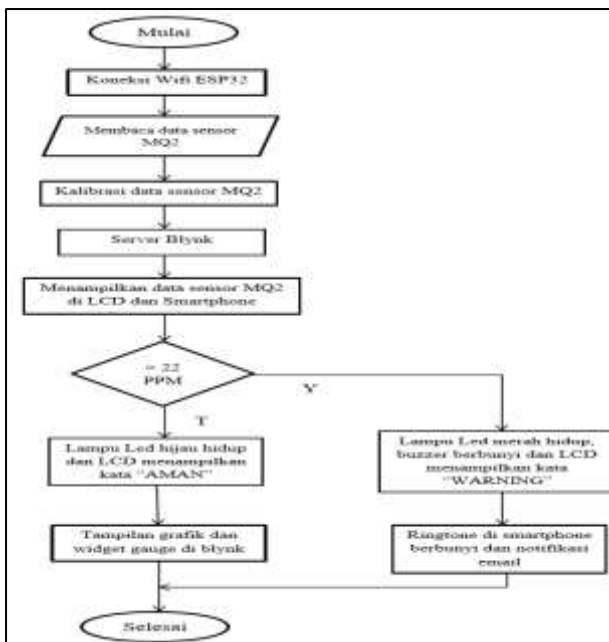 Mulai
Koneksi Wifi ESP32
Membaca data sensor
MQ2
Kalibrasi data sensor MQ2
Server Blynk
Menampilkan data sensor MQ2
di LCD dan Smartphone
22
PPM
Y
T
Lampu Led hijau hidup
dan LCD menampilkan
kata "AMAN"
Lampu Led merah hidup,
buzzer berbunyi dan LCD
menampilkan kata
"WARNING"
Tampilan grafik dan
widget gauge di blynk
Ringtone di smartphone
berbunyi dan notifikasi
email
Selesai